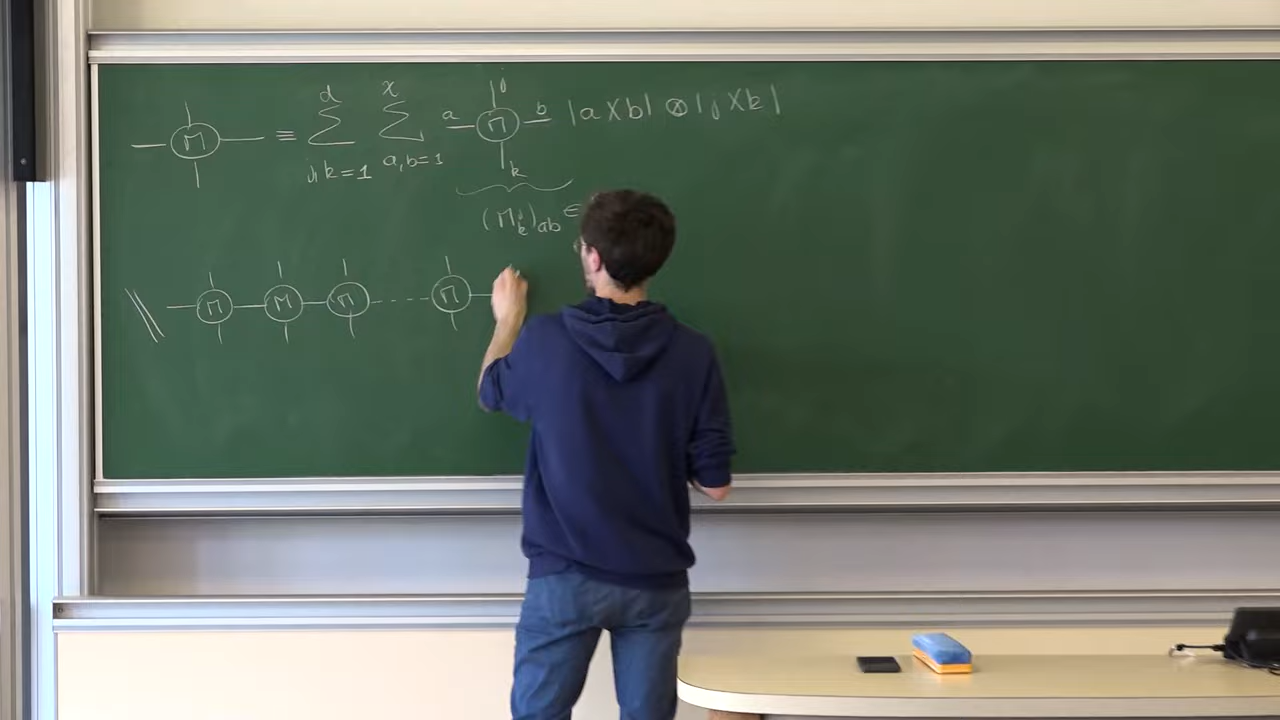 M ≡ d ∑ j,k=1 χ ∑ a,b=1 a M b j k |a⟩⟨b| ⊗ |j⟩⟨k|
(M^j_k)_ab ∈
\\ M M M - - - - M